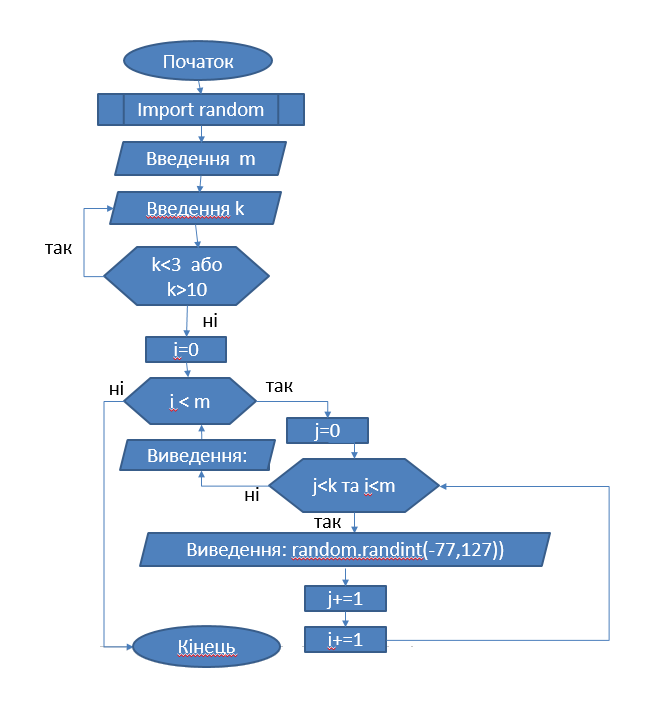 Початок
Import random
Введення m
Введення k
так
k<3 або
k>10
ні
i=0
ні
i < m
так
j=0
Виведення:
j<k та i<m
ні
так
Виведення: random.randint(-77,127))
j+=1
i+=1
Кінець